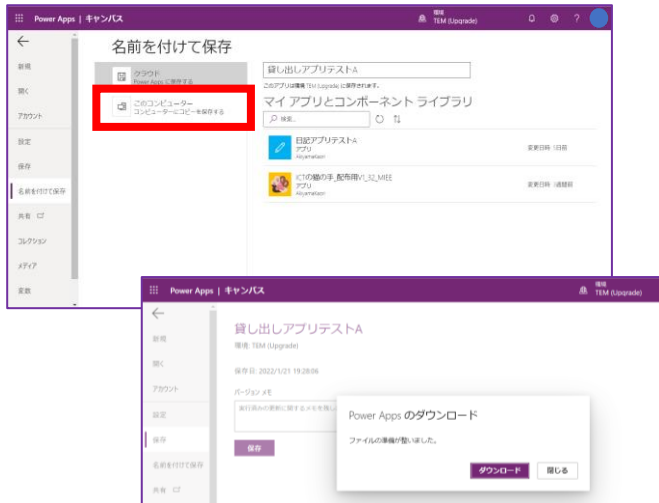 Power Apps | キャンバス
環境
TEM (Upgrade)
?
新規
開く
アカウント
設定
保存
名前を付けて保存
共有
コレクション
メディア
変数
名前を付けて保存
クラウド
Power Apps に保存する
このコンピューター
コンピューターにコピーを保存する
貸し出しアプリテストA
このアプリは環境 TEM (Upgrade) に保存されます。
マイ アプリとコンポーネント ライブラリ
検索...
日記アプリテストA
アプリ
変更日時 1日前
ICTの猫の手_配布用V1_32_MIEE
アプリ
変更日時 1週間前
Power Apps | キャンバス
環境
TEM (Upgrade)
新規
開く
アカウント
設定
保存
名前を付けて保存
共有
貸し出しアプリテストA
環境: TEM (Upgrade)
保存日: 2022/1/21 19:28:06
バージョン メモ
保存
Power Apps のダウンロード
ファイルの準備が整いました。
ダウンロード
閉じる